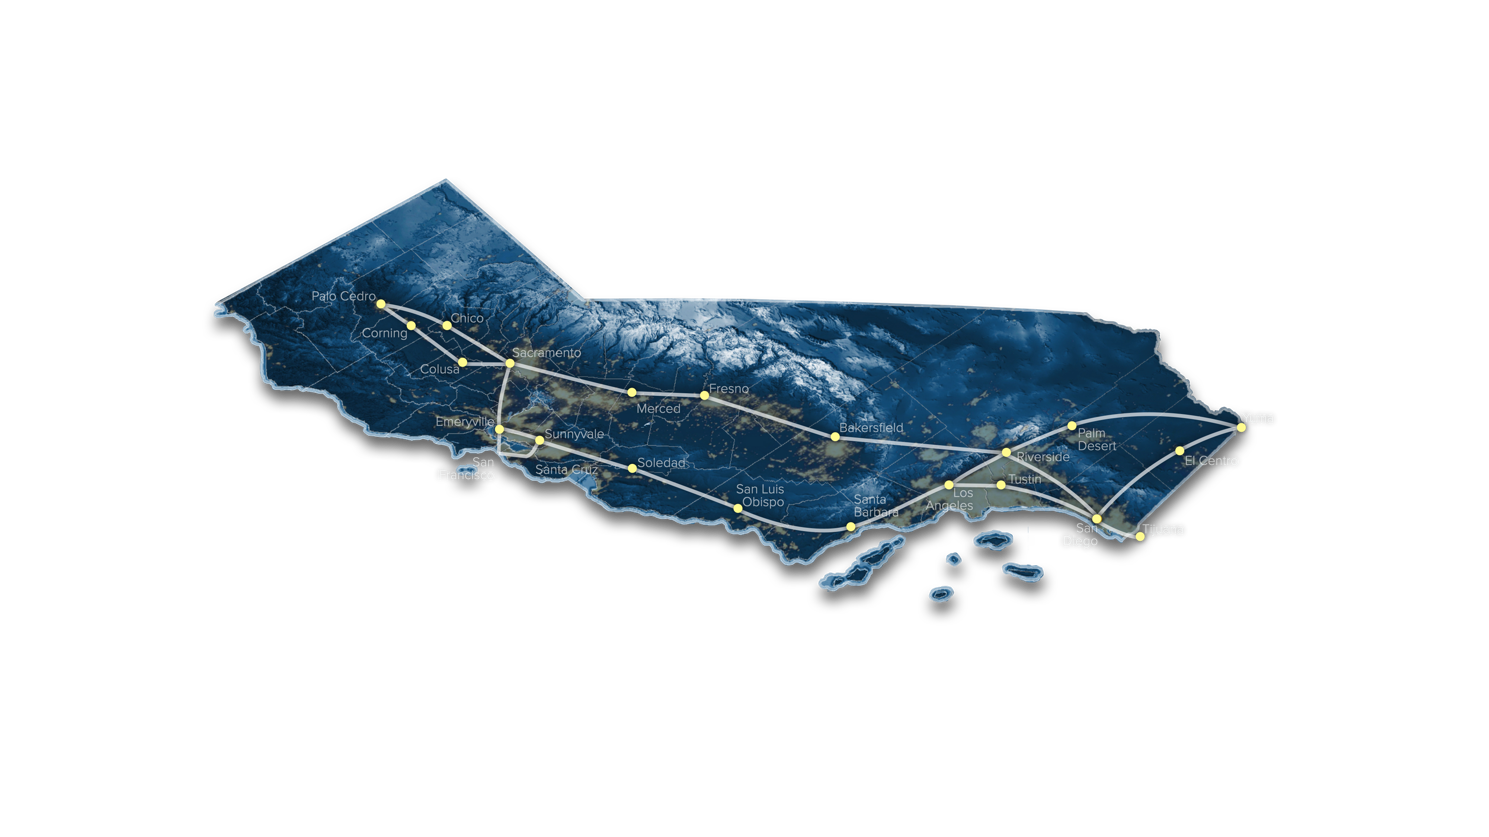 Palo Cedro
Chico
Corning
Sacramento
Colusa
Fresno
Merced
Emeryville
Bakersfield
Sunnyvale
Palm
Desert
Riverside
El Centro
San
Francisco
Santa Cruz
Soledad
Tustin
San Luis
Obispo
Los
Angeles
Santa
Barbara
San
Diego
Tijuana